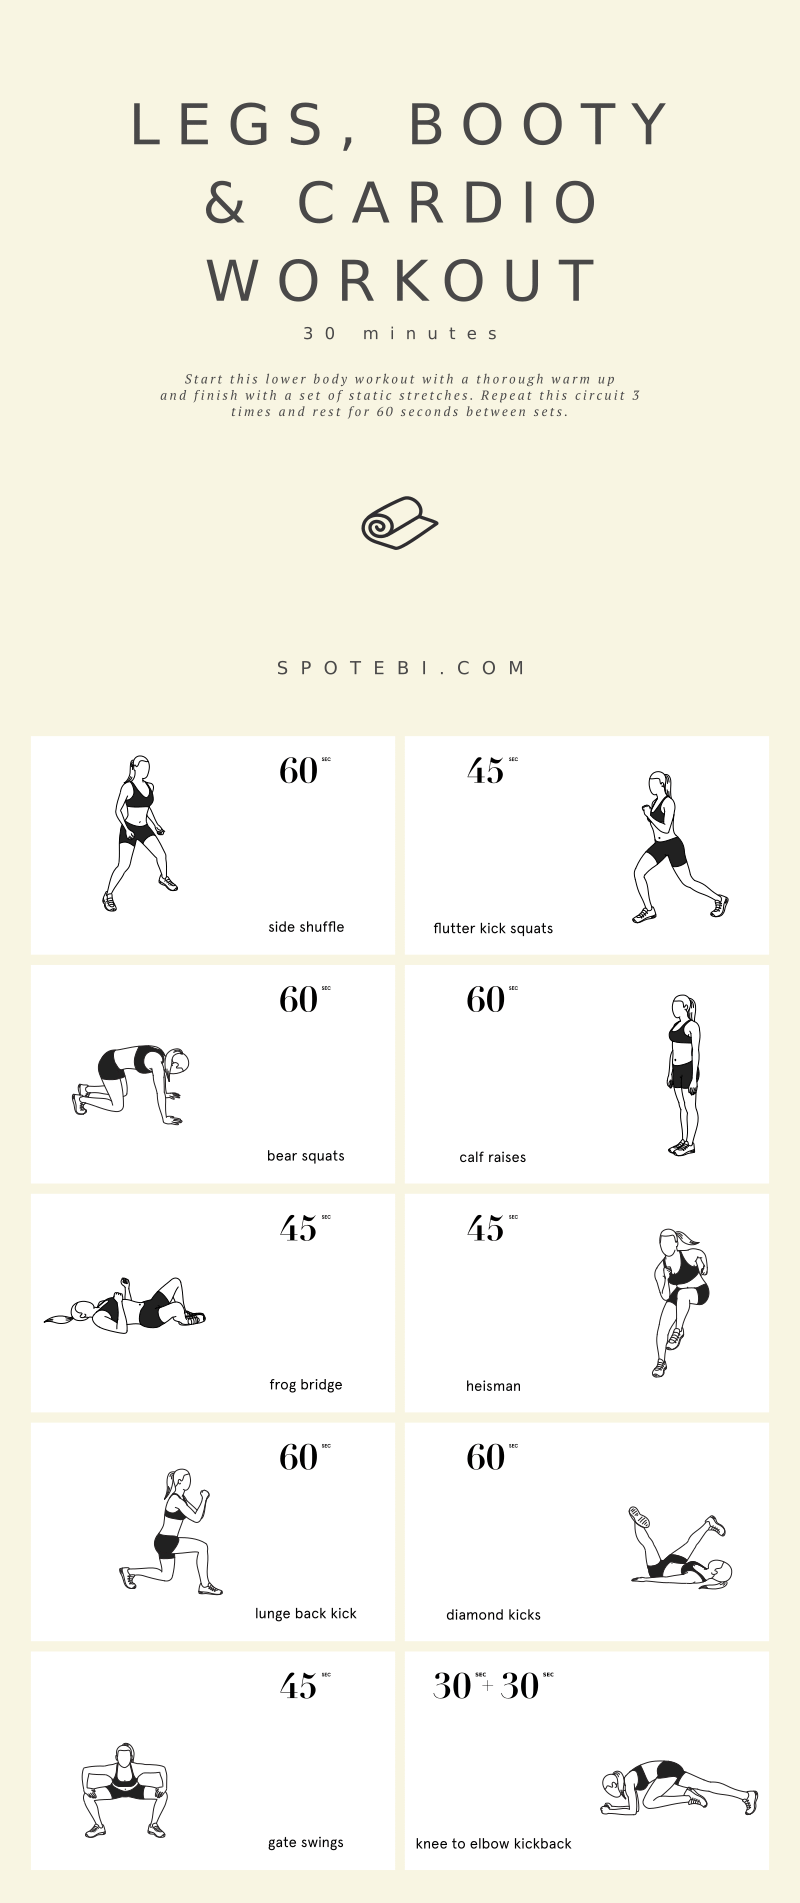 LEGS, BOOTY
& CARDIO
WORKOUT
30 minutes
Start this lower body workout with a thorough warm up
and finish with a set of static stretches. Repeat this circuit 3
times and rest for 60 seconds between sets.
SPOTEBI.COM
60 SEC
side shuffle
45 SEC
flutter kick squats
60 SEC
bear squats
60 SEC
calf raises
45 SEC
frog bridge
45 SEC
heisman
60 SEC
lunge back kick
60 SEC
diamond kicks
45 SEC
gate swings
30 SEC + 30 SEC
knee to elbow kickback